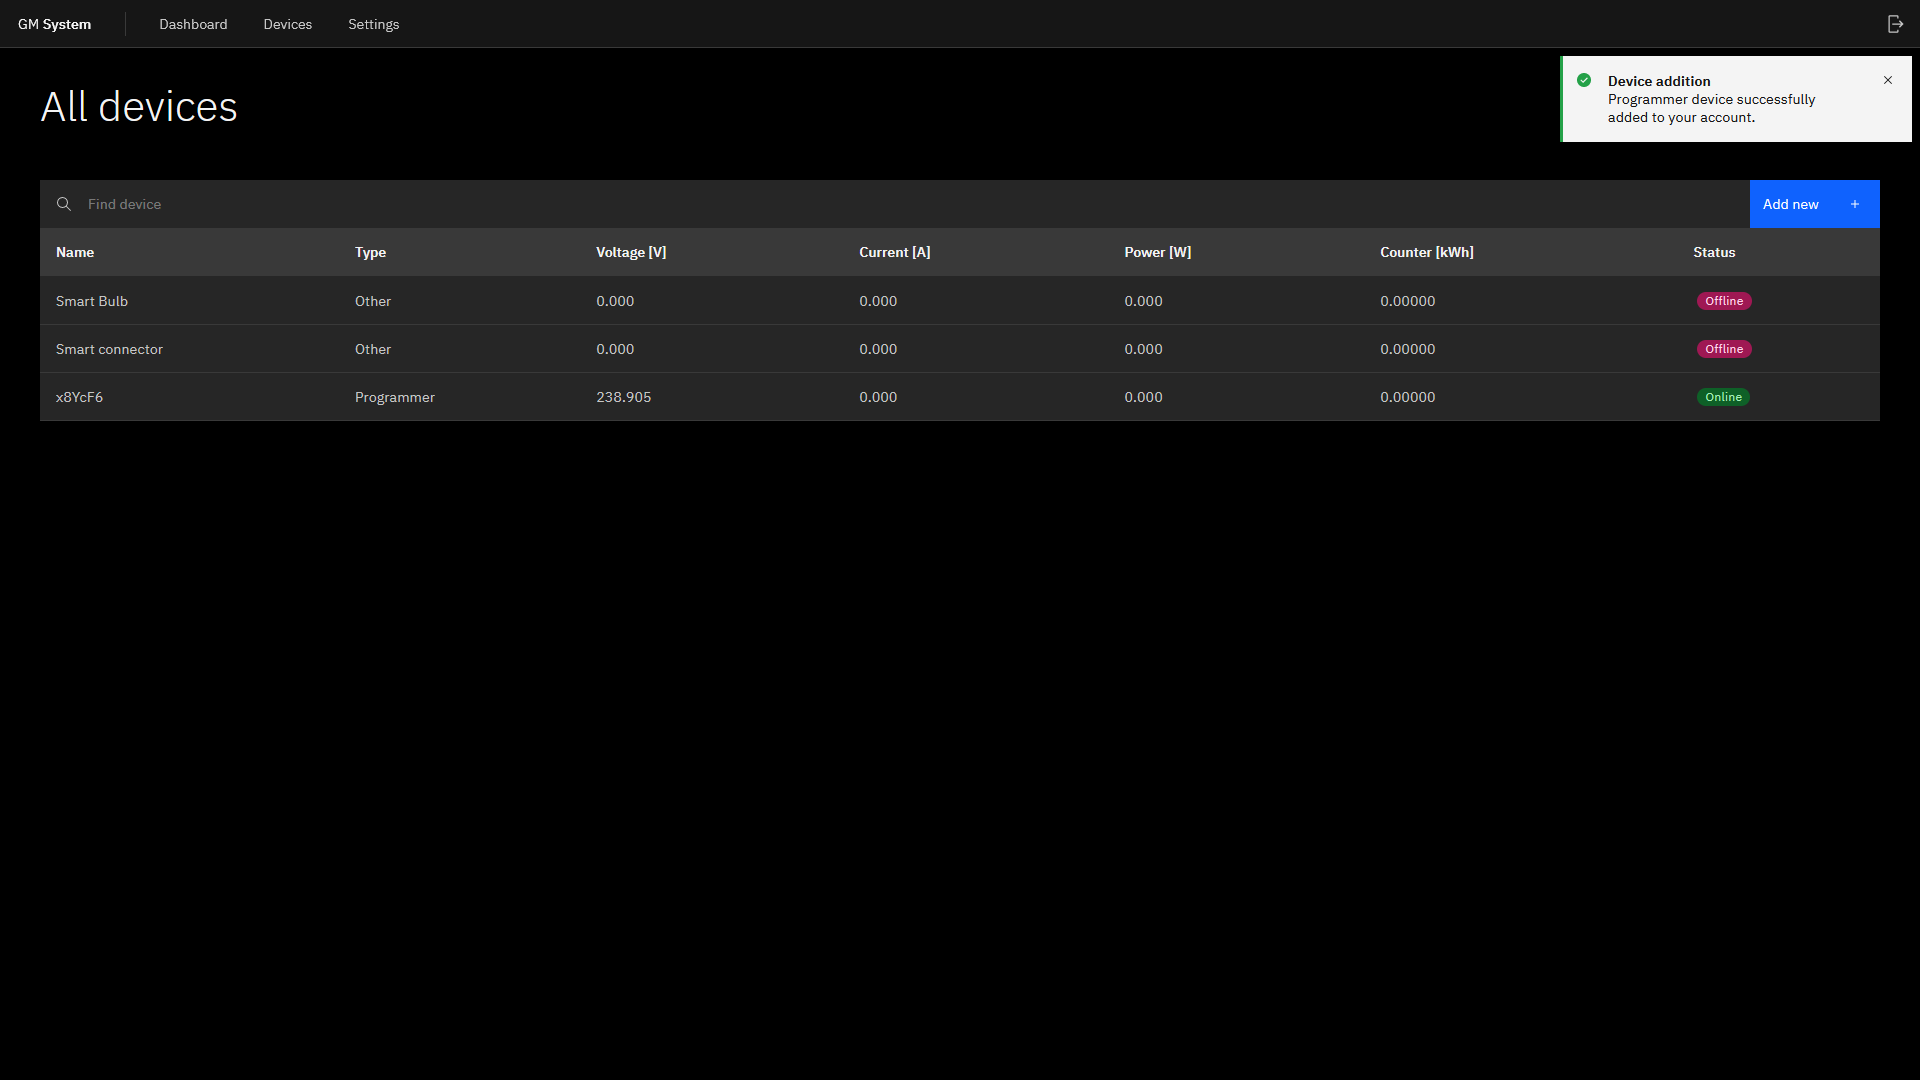 GM System Dashboard Devices Settings
Device addition
Programmer device successfully
added to your account.
All devices
Find device Add new
Name Type Voltage [V] Current [A] Power [W] Counter [kWh] Status
Smart Bulb Other 0.000 0.000 0.000 0.00000 Offline
Smart connector Other 0.000 0.000 0.000 0.00000 Offline
x8YcF6 Programmer 238.905 0.000 0.000 0.00000 Online